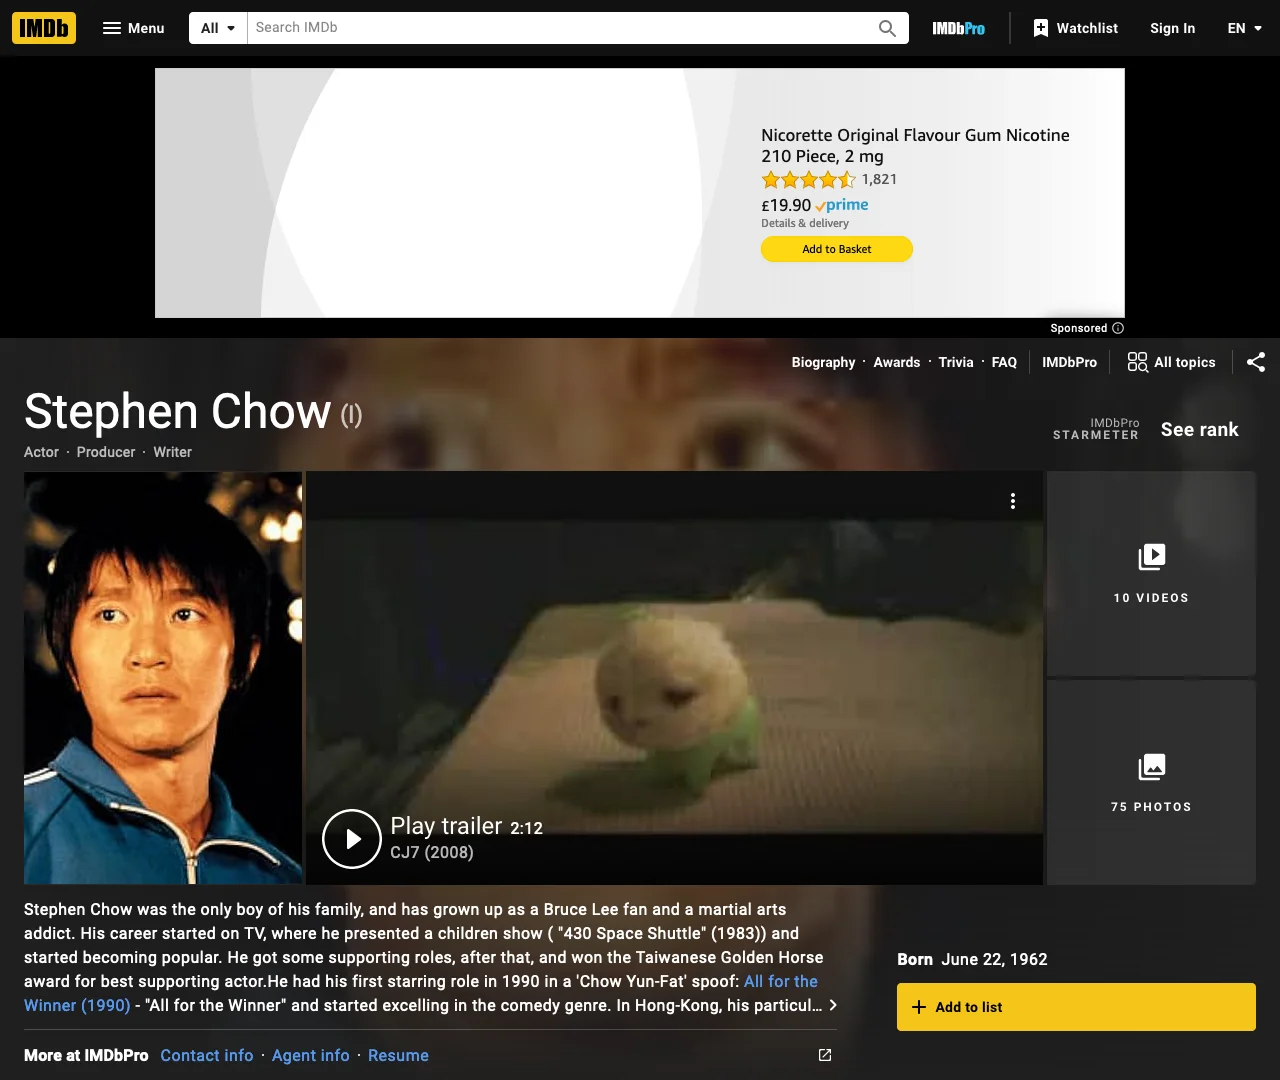 IMDb
Menu
All
Search IMDb
IMDbPro
Watchlist
Sign In
EN
Nicorette Original Flavour Gum Nicotine
210 Piece, 2 mg
1,821
£19.90 prime
Details & delivery
Add to Basket
Sponsored
Biography · Awards · Trivia · FAQ
IMDbPro
All topics
Stephen Chow (I)
Actor · Producer · Writer
IMDbPro
STARMETER
See rank
10 VIDEOS
75 PHOTOS
Play trailer 2:12
CJ7 (2008)
Stephen Chow was the only boy of his family, and has grown up as a Bruce Lee fan and a martial arts
addict. His career started on TV, where he presented a children show ( "430 Space Shuttle" (1983)) and
started becoming popular. He got some supporting roles, after that, and won the Taiwanese Golden Horse
award for best supporting actor.He had his first starring role in 1990 in a 'Chow Yun-Fat' spoof: All for the
Winner (1990) - "All for the Winner" and started excelling in the comedy genre. In Hong-Kong, his particul...
Born June 22, 1962
+ Add to list
More at IMDbPro Contact info · Agent info · Resume